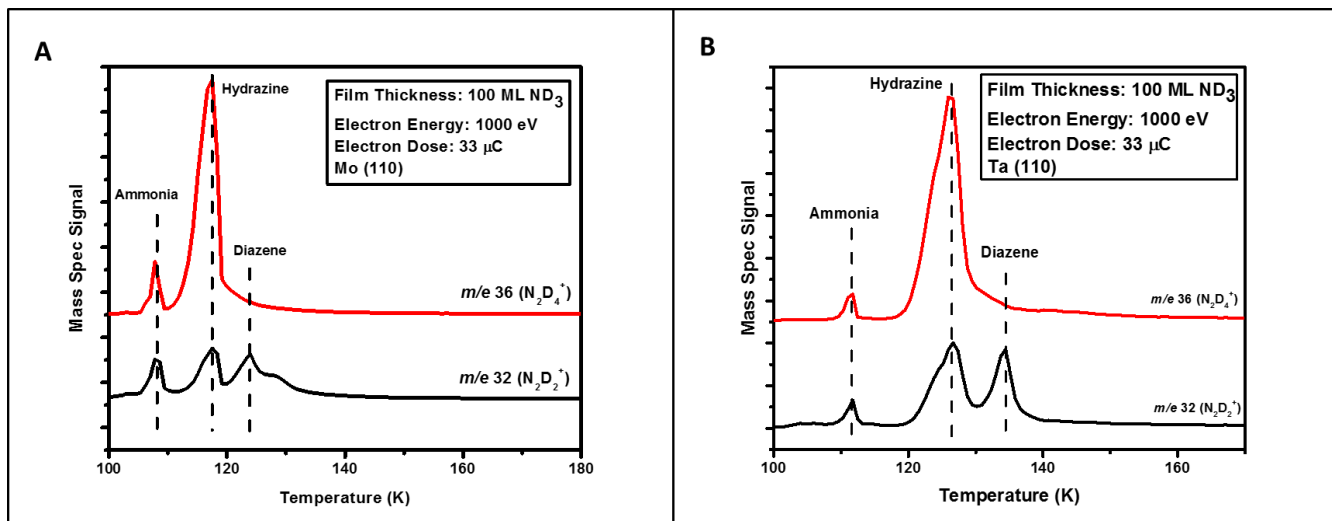 A
Hydrazine
Film Thickness: 100 ML ND3
Electron Energy: 1000 eV
Electron Dose: 33 μC
Mo (110)
Ammonia
Diazene
m/e 36 (N2D4+)
m/e 32 (N2D2+)
Mass Spec Signal
100 120 140 160 180
Temperature (K)
B
Hydrazine
Film Thickness: 100 ML ND3
Electron Energy: 1000 eV
Electron Dose: 33 μC
Ta (110)
Ammonia
Diazene
m/e 36 (N2D4+)
m/e 32 (N2D2+)
Mass Spec Signal
100 120 140 160
Temperature (K)